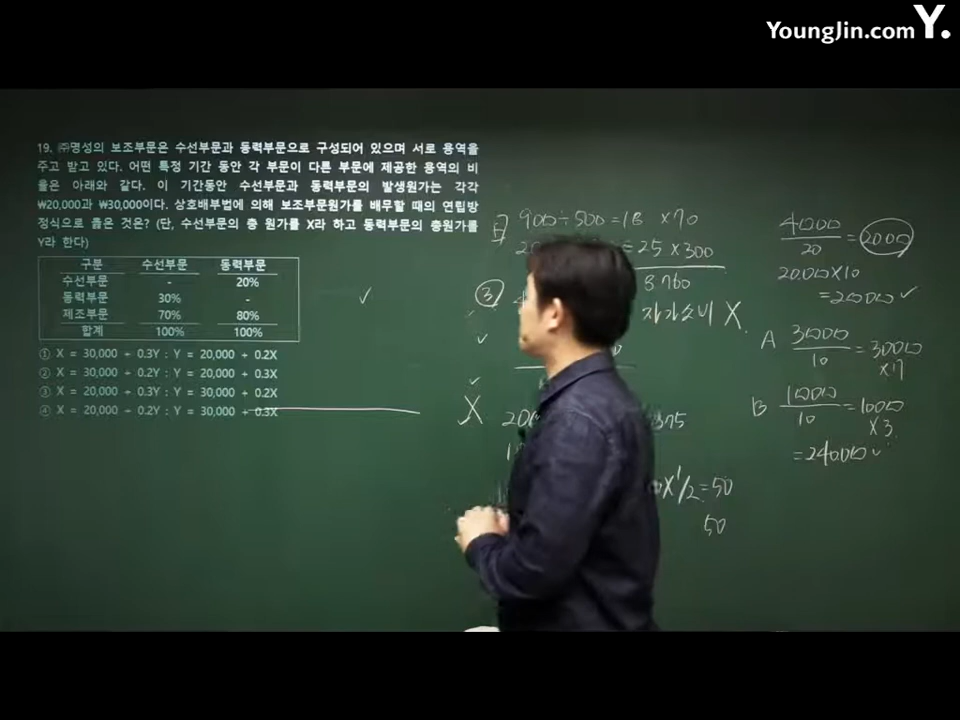 YoungJin.com Y.
19. ㈜명성의 보조부문은 수선부문과 동력부문으로 구성되어 있으며 서로 용역을
주고 받고 있다. 어떤 특정 기간 동안 각 부문이 다른 부문에 제공한 용역의 비
율은 아래와 같다. 이 기간동안 수선부문과 동력부문의 발생원가는 각각
₩20,000과 ₩30,000이다. 상호배부법에 의해 보조부문원가를 배부할 때의 연립방
정식으로 옳은 것은? (단, 수선부문의 총 원가를 X라 하고 동력부문의 총원가를
Y라 한다)
구분 수선부문 동력부문
수선부문 - 20%
동력부문 30% -
제조부문 70% 80%
합계 100% 100%
① X = 30,000 + 0.3Y : Y = 20,000 + 0.2X
② X = 30,000 + 0.2Y : Y = 20,000 + 0.3X
③ X = 20,000 + 0.3Y : Y = 30,000 + 0.2X
④ X = 20,000 + 0.2Y : Y = 30,000 + 0.3X
900÷500=18 ×70
=25 ×300
3760
③
자가소비 X
X
X/2=50
50
4000/20 = 2000
2000×10
=20000
A 3000/10 = 3000
×7
B 1000/10 = 1000
×3
=24000